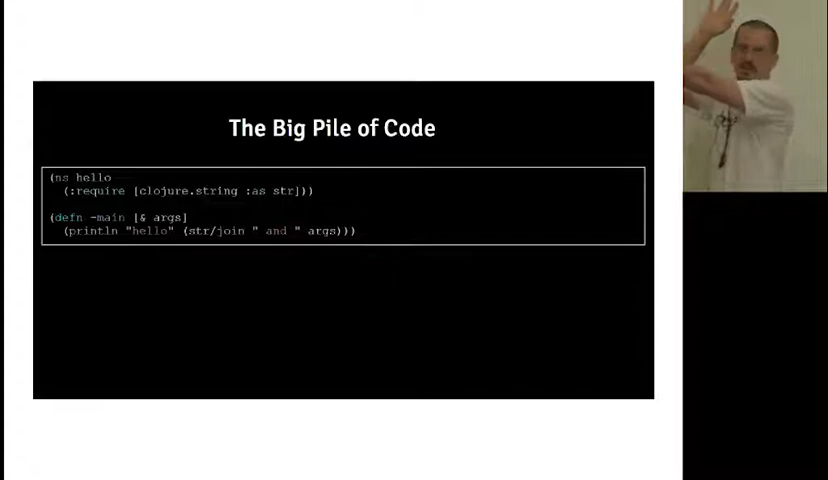 The Big Pile of Code
(ns hello
(:require [clojure.string :as str]))
(defn -main [& args]
(println "hello" (str/join " and " args)))